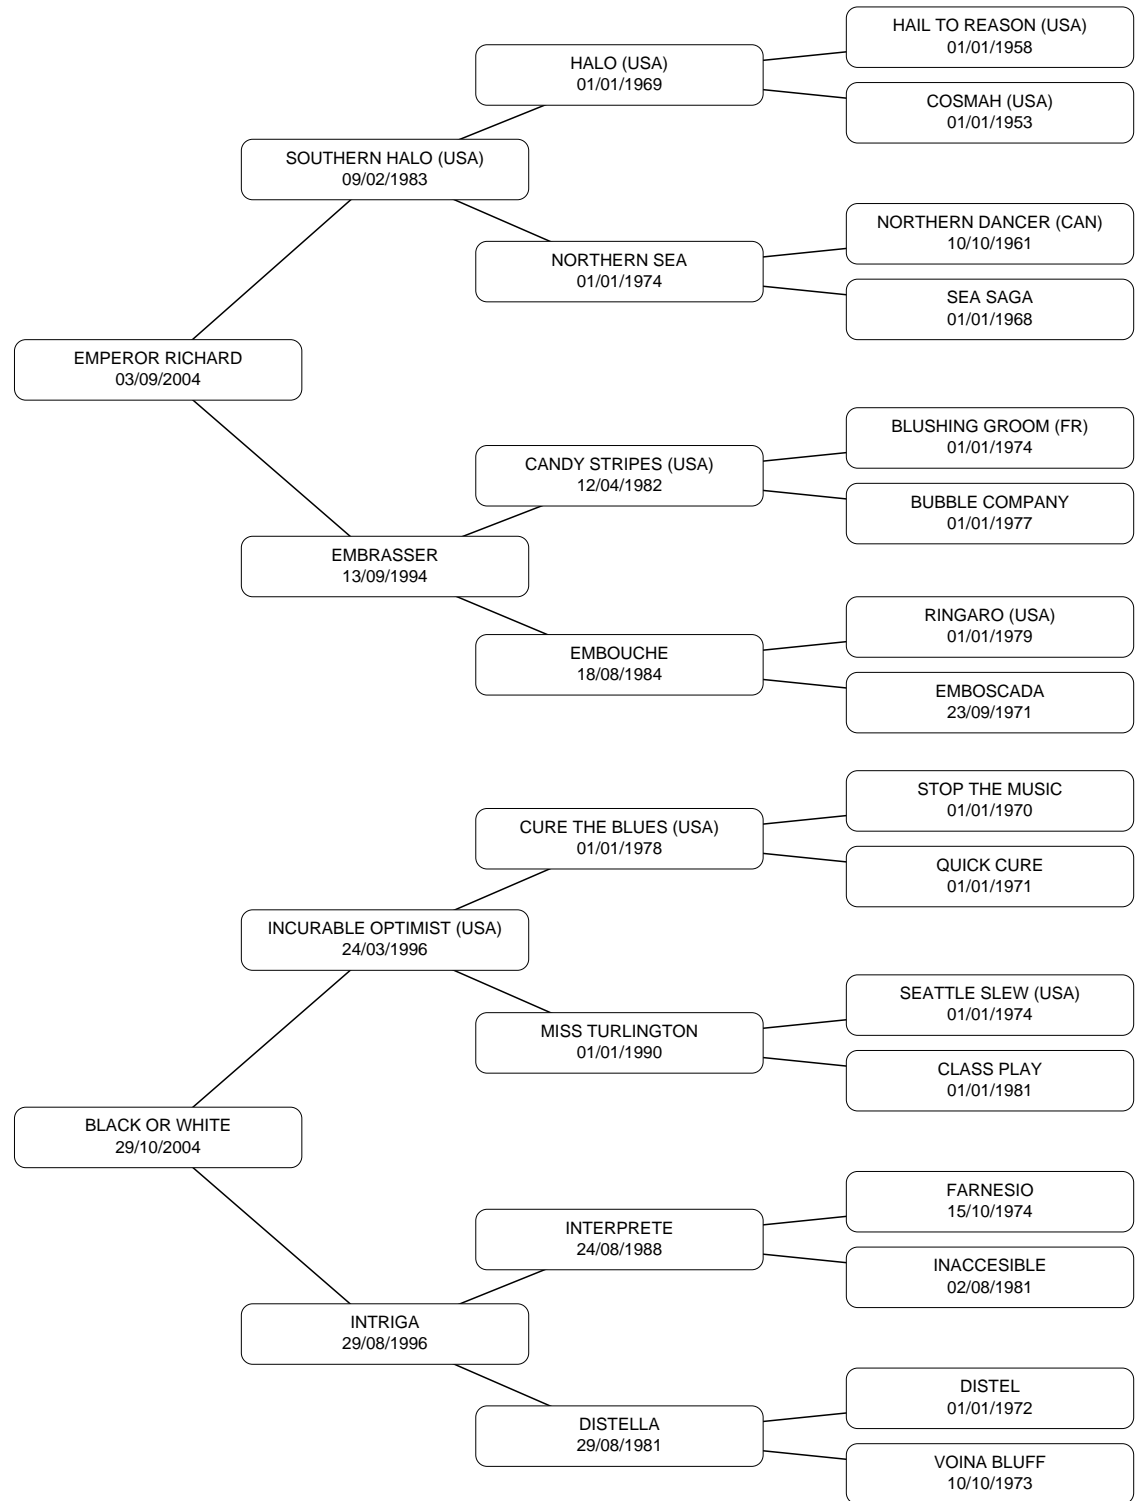 HAIL TO REASON (USA)
01/01/1958
HALO (USA)
01/01/1969
COSMAH (USA)
01/01/1953
SOUTHERN HALO (USA)
09/02/1983
NORTHERN DANCER (CAN)
10/10/1961
NORTHERN SEA
01/01/1974
SEA SAGA
01/01/1968
EMPEROR RICHARD
03/09/2004
BLUSHING GROOM (FR)
01/01/1974
CANDY STRIPES (USA)
12/04/1982
BUBBLE COMPANY
01/01/1977
EMBRASSER
13/09/1994
RINGARO (USA)
01/01/1979
EMBOUCHE
18/08/1984
EMBOSCADA
23/09/1971
STOP THE MUSIC
01/01/1970
CURE THE BLUES (USA)
01/01/1978
QUICK CURE
01/01/1971
INCURABLE OPTIMIST (USA)
24/03/1996
SEATTLE SLEW (USA)
01/01/1974
MISS TURLINGTON
01/01/1990
CLASS PLAY
01/01/1981
BLACK OR WHITE
29/10/2004
FARNESIO
15/10/1974
INTERPRETE
24/08/1988
INACCESIBLE
02/08/1981
INTRIGA
29/08/1996
DISTEL
01/01/1972
DISTELLA
29/08/1981
VOINA BLUFF
10/10/1973